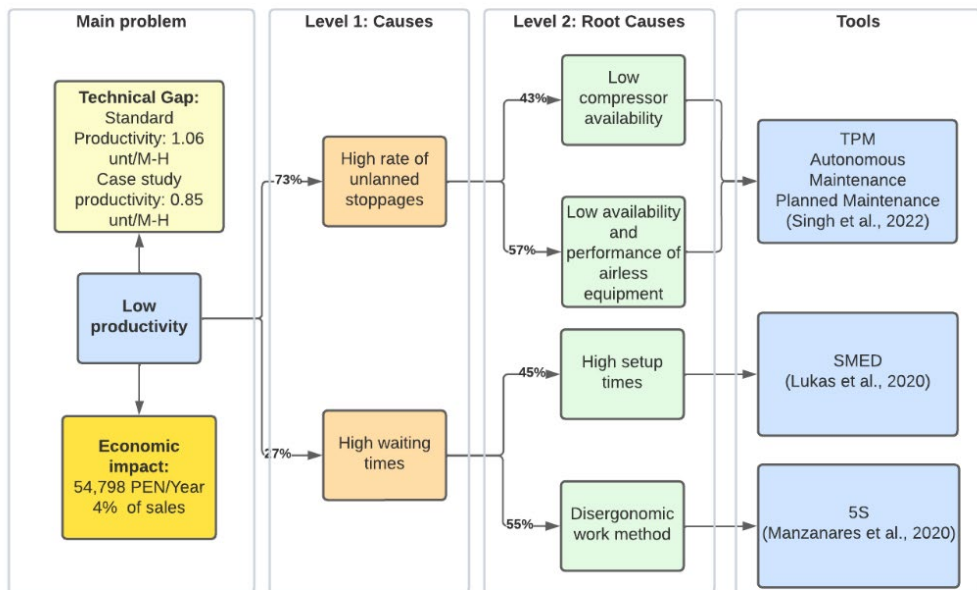 Main problem
Technical Gap:
Standard
Productivity: 1.06
unt/M-H
Case study
productivity: 0.85
unt/M-H
Low
productivity
Economic
impact:
54,798 PEN/Year
4% of sales
Level 1: Causes
73%
High rate of
unlanned
stoppages
27%
High waiting
times
Level 2: Root Causes
43%
Low
compressor
availability
57%
Low availability
and
performance of
airless
equipment
45%
High setup
times
55%
Disergonomic
work method
Tools
TPM
Autonomous
Maintenance
Planned Maintenance
(Singh et al., 2022)
SMED
(Lukas et al., 2020)
5S
(Manzanares et al., 2020)